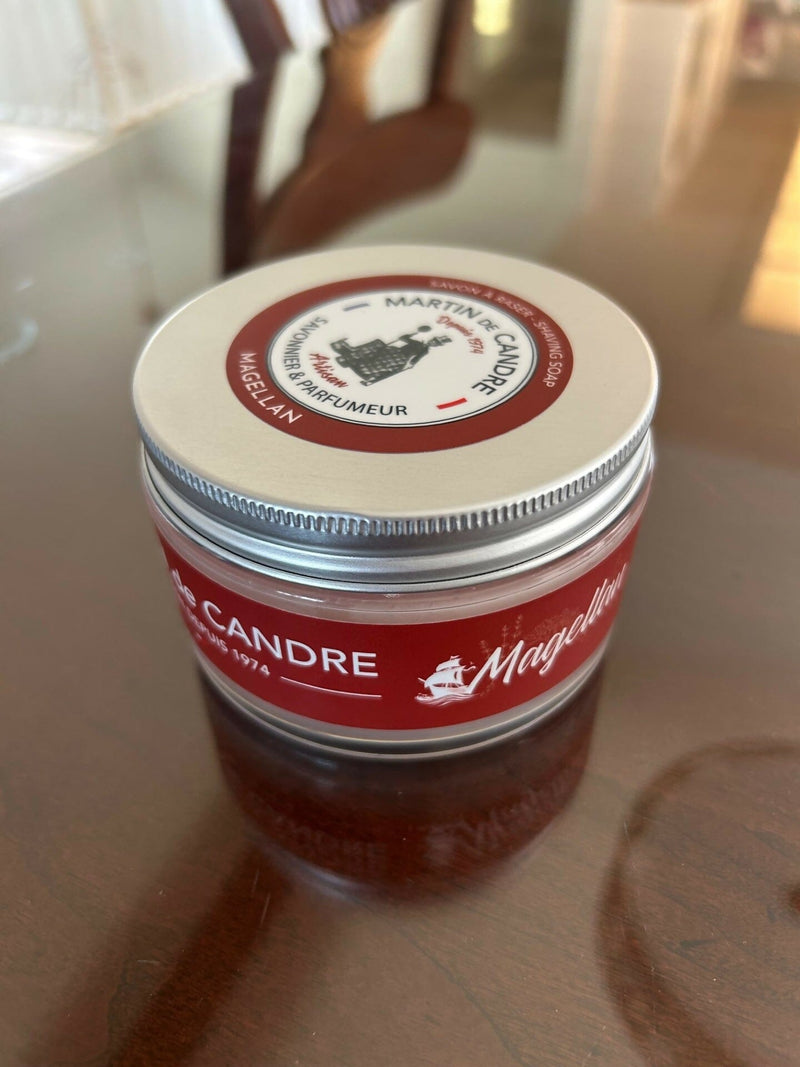 SAVON À RASER - SHAVING SOAP
MARTIN DE CANDRE
Depuis 1974
Artisan
SAVONNIER & PARFUMEUR
MAGELLAN
de CANDRE
DEPUIS 1974
Magellan